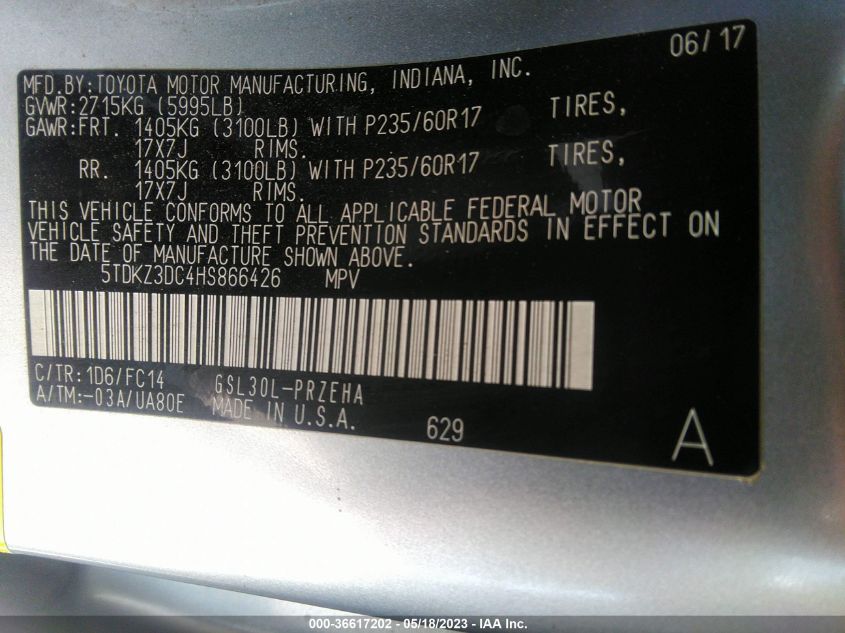 06/17
MFD.BY:TOYOTA MOTOR MANUFACTURING, INDIANA, INC.
GVWR:2715KG (5995LB)
GAWR:FRT. 1405KG (3100LB) WITH P235/60R17 TIRES,
17X7J RIMS.
RR. 1405KG (3100LB) WITH P235/60R17 TIRES,
17X7J RIMS.
THIS VEHICLE CONFORMS TO ALL APPLICABLE FEDERAL MOTOR
VEHICLE SAFETY AND THEFT PREVENTION STANDARDS IN EFFECT ON
THE DATE OF MANUFACTURE SHOWN ABOVE.
5TDKZ3DC4HS866426 MPV
C/TR:1D6/FC14 GSL30L-PRZEHA
A/TM:-03A/UA80E MADE IN U.S.A.
629
A
000-36617202 - 05/18/2023 - IAA Inc.